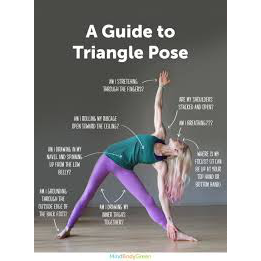 A Guide to
Triangle Pose
AM I STRETCHING
THROUGH THE FINGERS?
ARE MY SHOULDERS
STACKED AND OPEN?
AM I ROLLING MY RIBCAGE
OPEN TOWARD THE CEILING?
AM I BREATHING???
AM I DRAWING IN MY
NAVEL AND SPINNING
UP FROM THE LOW
BELLY?
WHERE IS MY
FOCUS? (IT CAN
BE UP AT YOUR
TOP HAND OR
BOTTOM HAND).
AM I GROUNDING
THROUGH THE
OUTSIDE EDGE OF
THE BACK FOOT?
AM I DRAWING MY
INNER THIGHS
TOGETHER?
MindBodyGreen